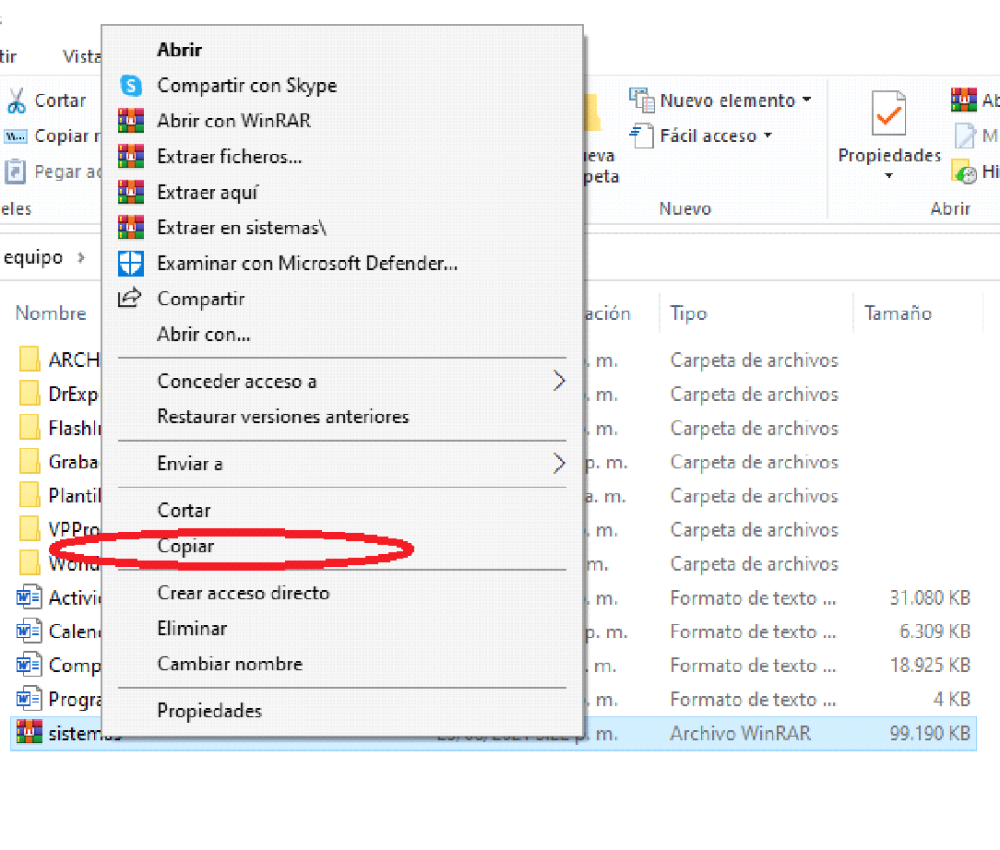 tir Vista
Cortar
Copiar r
Pegar ac
eles
Nuevo elemento
Fácil acceso
ueva
peta
Nuevo
Propiedades
Ab
M
Hi
Abrir
equipo
Abrir
Compartir con Skype
Abrir con WinRAR
Extraer ficheros...
Extraer aquí
Extraer en sistemas\
Examinar con Microsoft Defender...
Compartir
Abrir con...
Conceder acceso a
Restaurar versiones anteriores
Enviar a
Cortar
Copiar
Crear acceso directo
Eliminar
Cambiar nombre
Propiedades
Nombre ación Tipo Tamaño
ARCH . m. Carpeta de archivos
DrExp . m. Carpeta de archivos
FlashI . m. Carpeta de archivos
Graba p. m. Carpeta de archivos
Plantil a. m. Carpeta de archivos
VPPro . m. Carpeta de archivos
Wond m. Carpeta de archivos
Activi . m. Formato de texto ... 31.080 KB
Calen p. m. Formato de texto ... 6.309 KB
Comp . m. Formato de texto ... 18.925 KB
Progra . m. Formato de texto ... 4 KB
sistemas p. m. Archivo WinRAR 99.190 KB